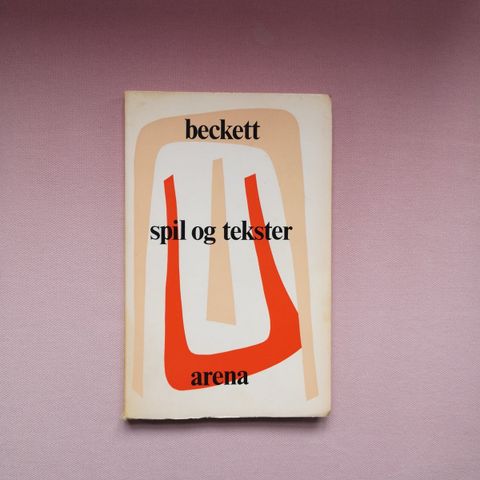 beckett
spil og tekster
arena